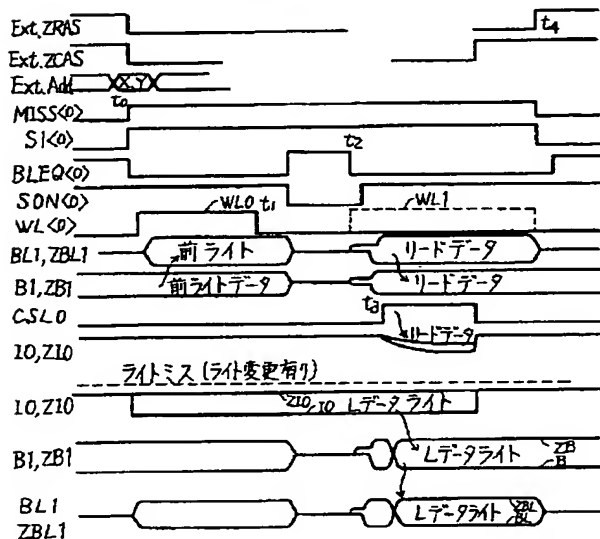 Ext.ZRAS
t4
Ext.ZCAS
Ext.Add X,Y
t0
MISS<0>
SI<0>
t2
BLEQ<0>
SON<0>
WL<0> WL0 t1 WL1
BL1,ZBL1 前ライト リードデータ
B1,ZB1 前ライトデータ リードデータ
t3
CSL0
IO,ZIO リードデータ
ライトミス(ライト変更有り)
IO,ZIO ZIO,IO Lデータライト
B1,ZB1 Lデータライト ZB
B
BL1 Lデータライト ZBL
ZBL1 BL